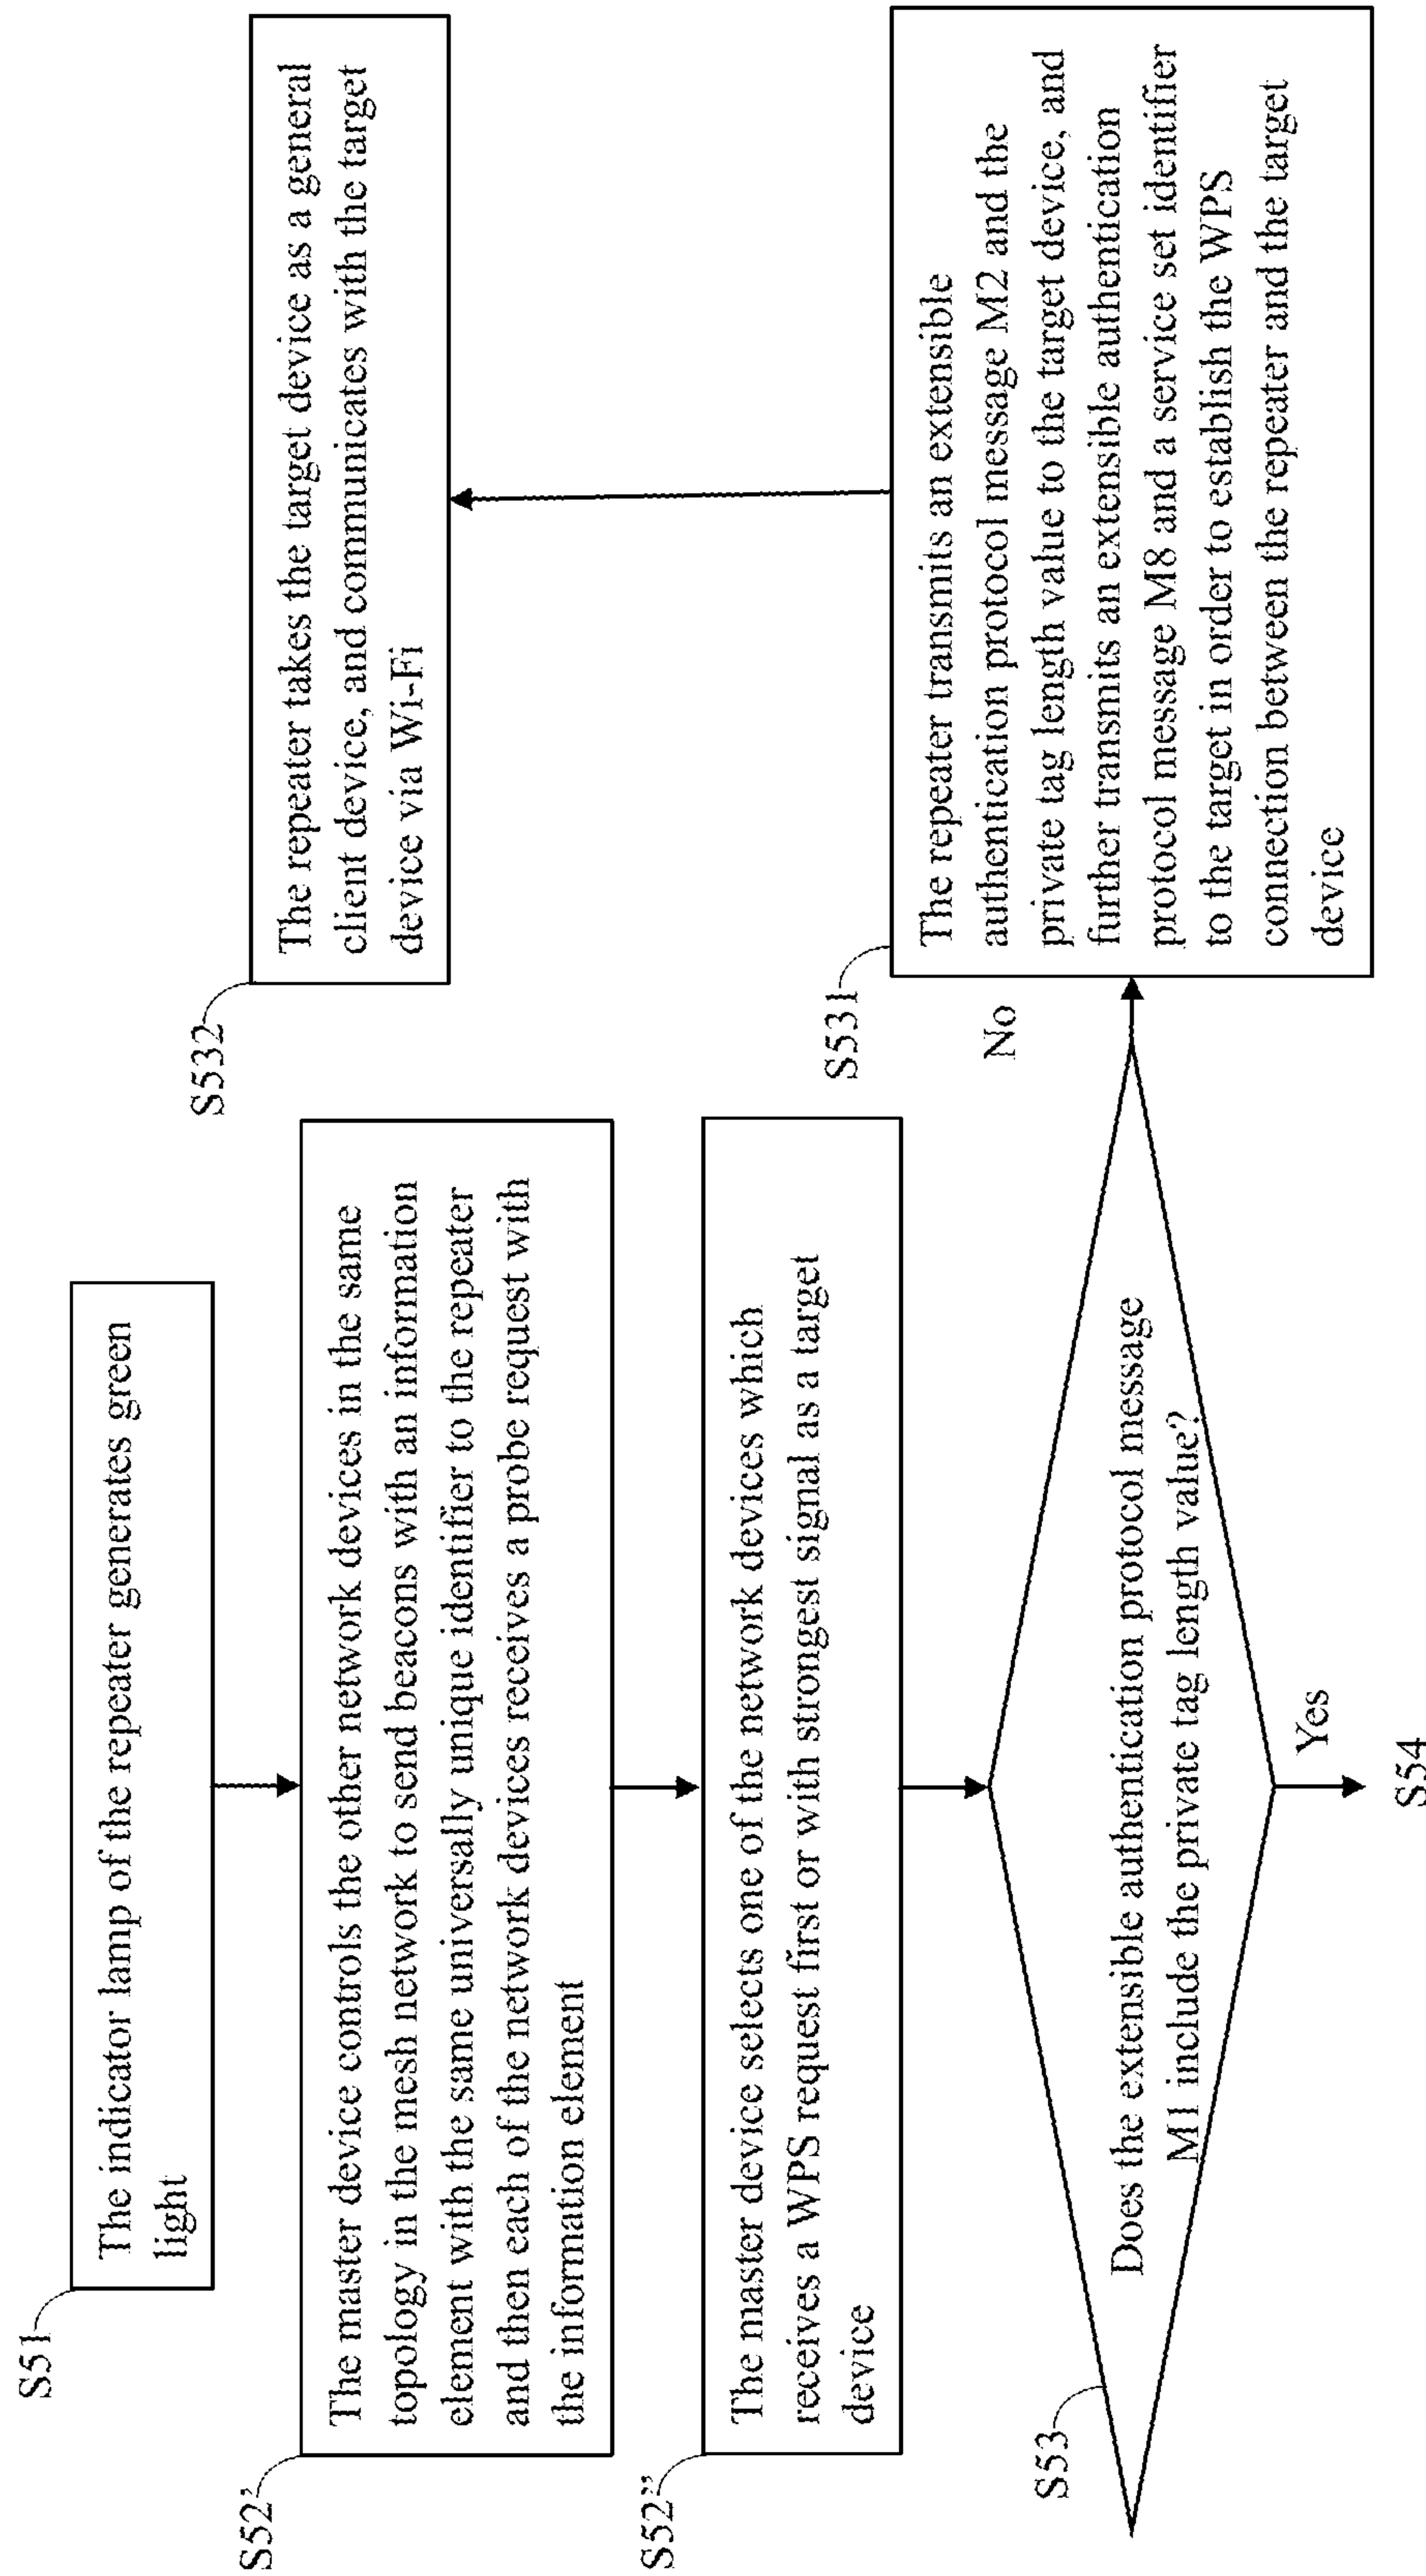 S51
The indicator lamp of the repeater generates green
light
S52’
The master device controls the other network devices in the same
topology in the mesh network to send beacons with an information
element with the same universally unique identifier to the repeater
and then each of the network devices receives a probe request with
the information element
S52”
The master device selects one of the network devices which
receives a WPS request first or with strongest signal as a target
device
S53
Does the extensible authentication protocol message
M1 include the private tag length value?
Yes
S54
No
S531
The repeater transmits an extensible
authentication protocol message M2 and the
private tag length value to the target device, and
further transmits an extensible authentication
protocol message M8 and a service set identifier
to the target in order to establish the WPS
connection between the repeater and the target
device
S532
The repeater takes the target device as a general
client device, and communicates with the target
device via Wi-Fi